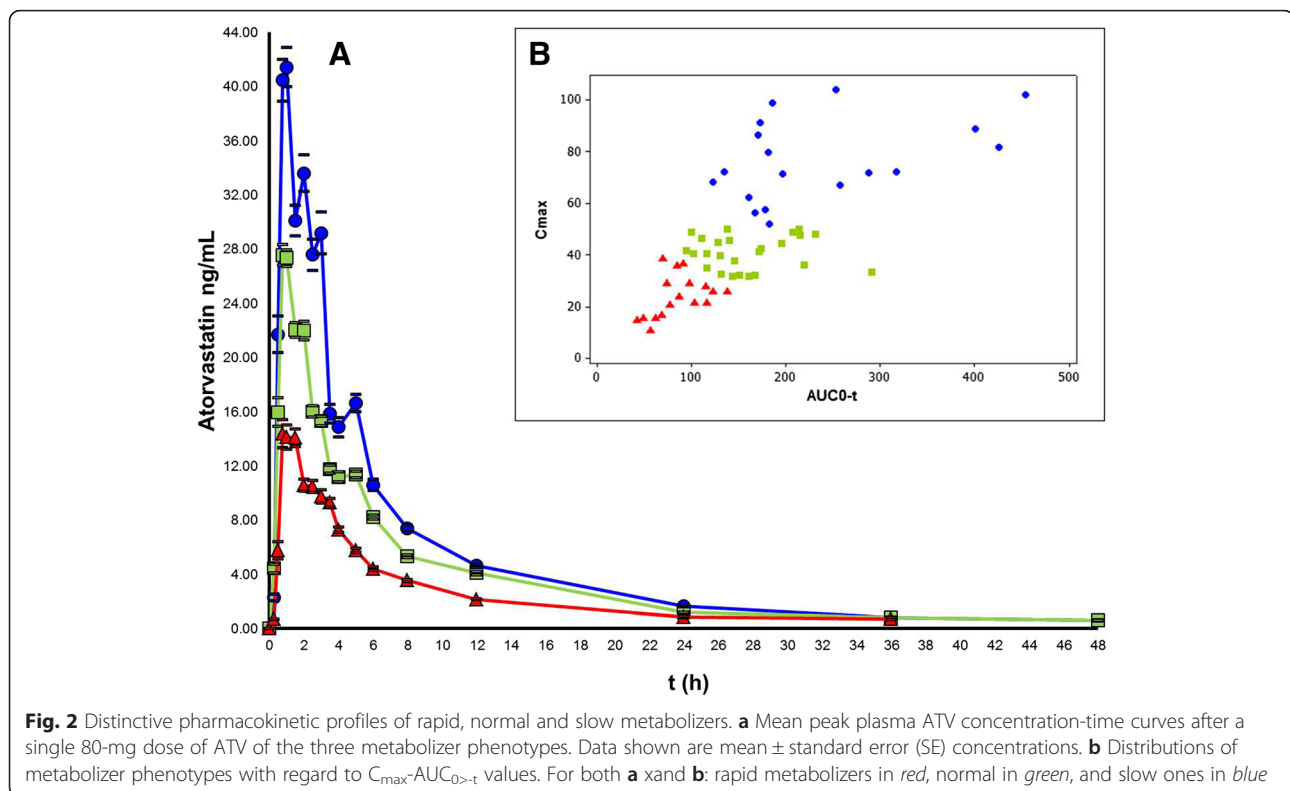 A
B
44.00
40.00
36.00
32.00
28.00
24.00
20.00
16.00
12.00
8.00
4.00
0.00
Atorvastatin ng/mL
0 2 4 6 8 10 12 14 16 18 20 22 24 26 28 30 32 34 36 38 40 42 44 46 48
t (h)
100
80
60
40
20
0
Cmax
0 100 200 300 400 500
AUC0-t
Fig. 2 Distinctive pharmacokinetic profiles of rapid, normal and slow metabolizers. a Mean peak plasma ATV concentration-time curves after a
single 80-mg dose of ATV of the three metabolizer phenotypes. Data shown are mean ± standard error (SE) concentrations. b Distributions of
metabolizer phenotypes with regard to Cmax-AUC0>-t values. For both a xand b: rapid metabolizers in red, normal in green, and slow ones in blue